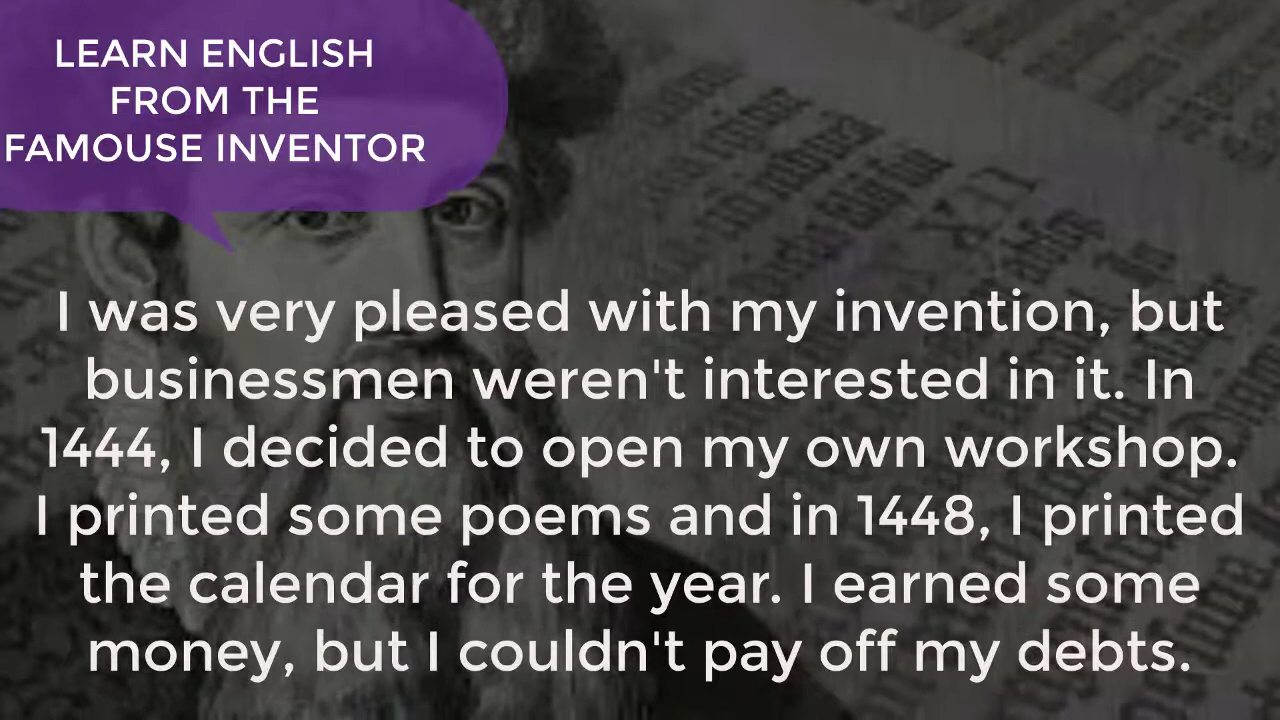 LEARN ENGLISH
FROM THE
FAMOUSE INVENTOR
I was very pleased with my invention, but
businessmen weren't interested in it. In
1444, I decided to open my own workshop.
I printed some poems and in 1448, I printed
the calendar for the year. I earned some
money, but I couldn't pay off my debts.